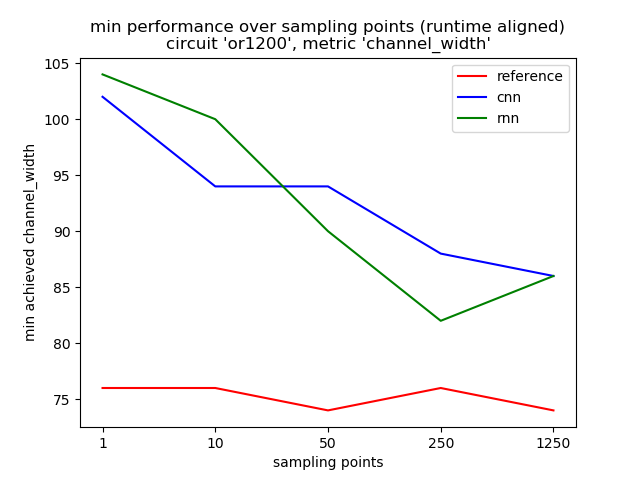 min performance over sampling points (runtime aligned)
circuit 'or1200', metric 'channel_width'
reference
cnn
rnn
min achieved channel_width
105
100
95
90
85
80
75
1
10
50
250
1250
sampling points